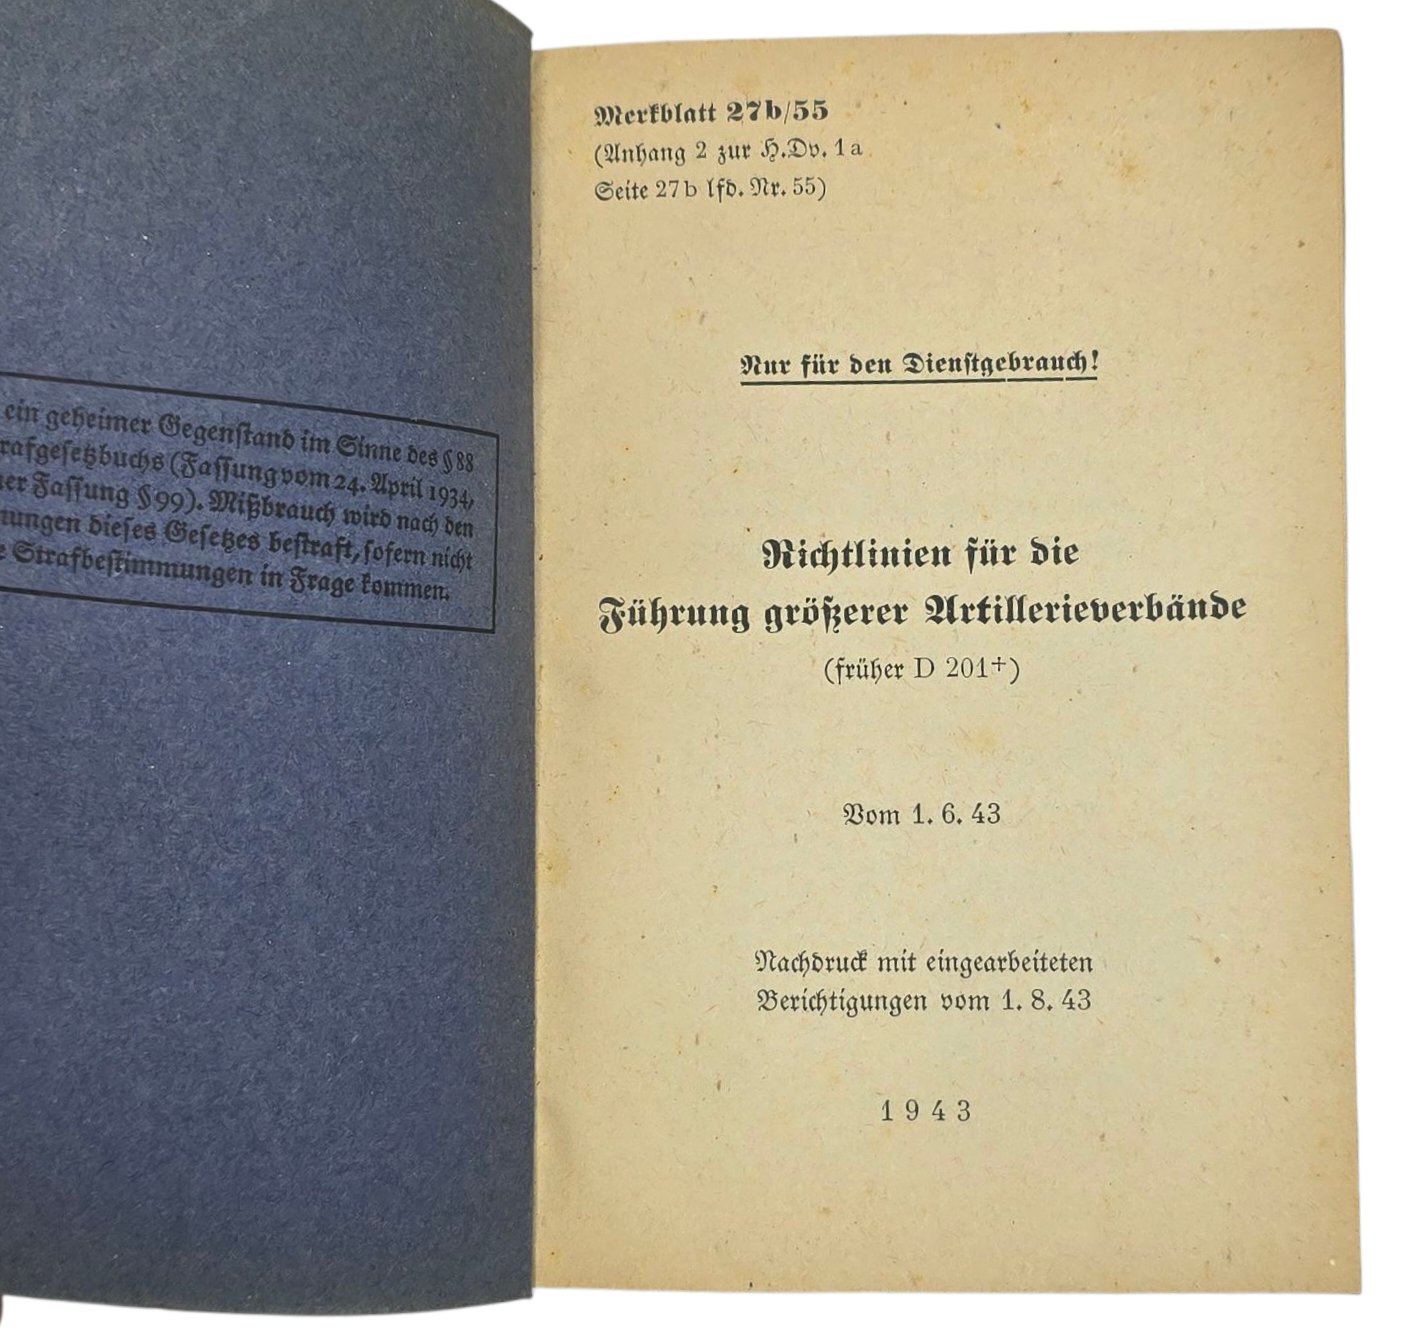 ein geheimer Gegenstand im Sinne des § 88
rafgesetzbuchs (Fassung vom 24. April 1934,
er Fassung § 99). Mißbrauch wird nach den
ungen dieses Gesetzes bestraft, sofern nicht
e Strafbestimmungen in Frage kommen.
Merkblatt 27b/55
(Anhang 2 zur H.Dv. 1a
Seite 27b lfd. Nr. 55)
Nur für den Dienstgebrauch!
Richtlinien für die
Führung größerer Artillerieverbände
(früher D 201+)
Vom 1. 6. 43
Nachdruck mit eingearbeiteten
Berichtigungen vom 1. 8. 43
1943